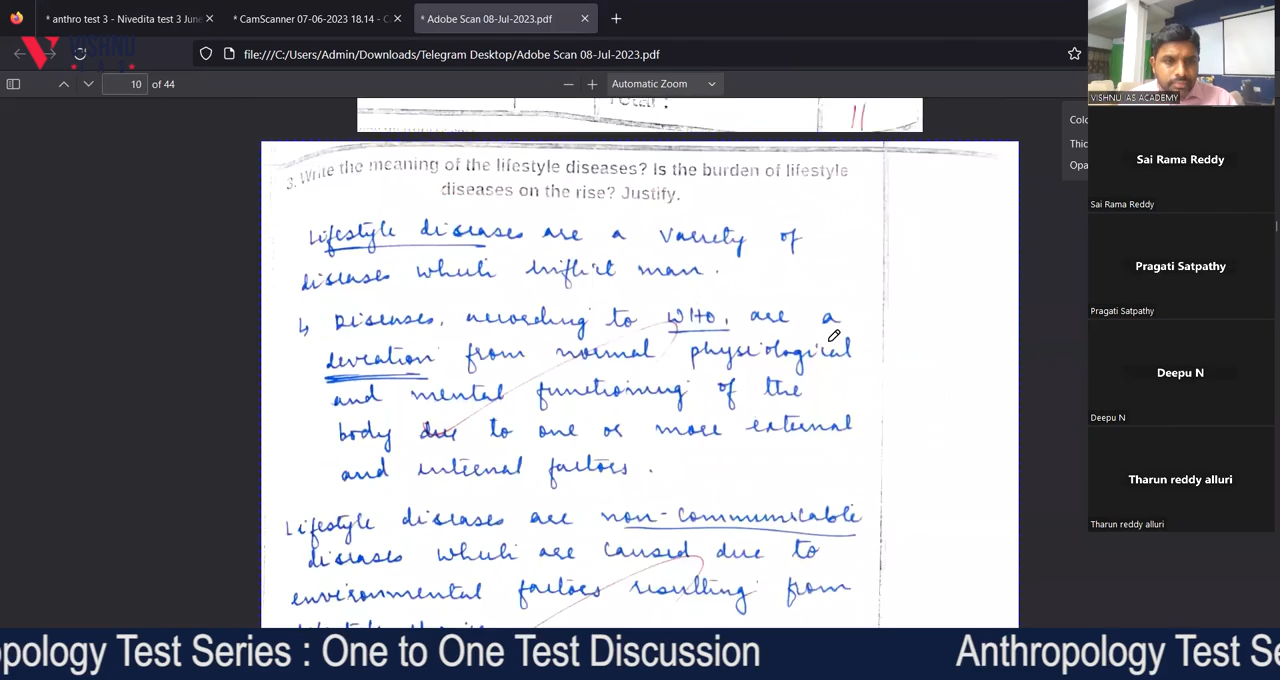 * anthro test 3 - Nivedita test 3 June
* CamScanner 07-06-2023 18.14 - C
* Adobe Scan 08-Jul-2023.pdf
VISHNU
IAS
file:///C:/Users/Admin/Downloads/Telegram Desktop/Adobe Scan 08-Jul-2023.pdf
10 of 44
Automatic Zoom
Total :
11
Colo
Thic
Opa
3. Write the meaning of the lifestyle diseases? Is the burden of lifestyle
diseases on the rise? Justify.
Lifestyle diseases are a variety of
diseases which inflict man.
↳ Diseases, according to WHO, are a
deviation from normal physiological
and mental functioning of the
body due to one or more external
and internal factors.
Lifestyle diseases are non-communicable
diseases which are caused due to
environmental factors resulting from
VISHNU IAS ACADEMY
Sai Rama Reddy
Sai Rama Reddy
Pragati Satpathy
Pragati Satpathy
Deepu N
Deepu N
Tharun reddy alluri
Tharun reddy alluri
opology Test Series : One to One Test Discussion
Anthropology Test Se